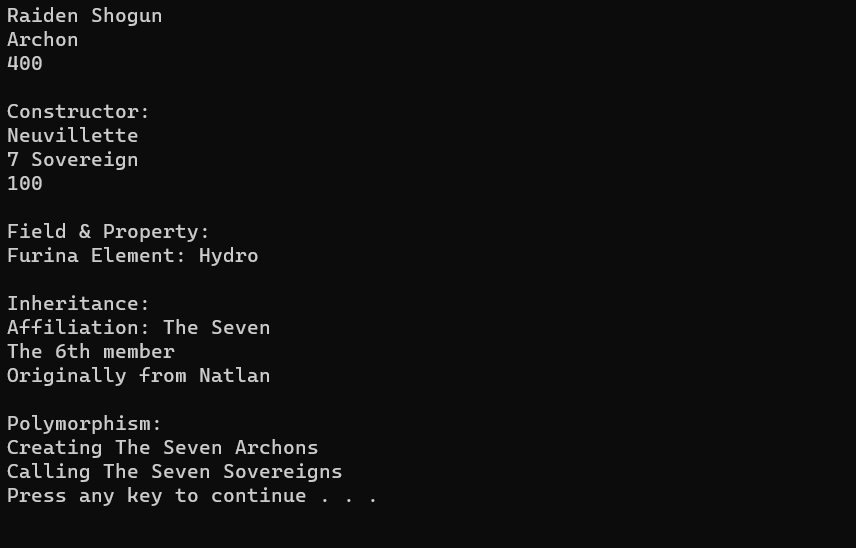 Raiden Shogun
Archon
400
Constructor:
Neuvillette
7 Sovereign
100
Field & Property:
Furina Element: Hydro
Inheritance:
Affiliation: The Seven
The 6th member
Originally from Natlan
Polymorphism:
Creating The Seven Archons
Calling The Seven Sovereigns
Press any key to continue . . .